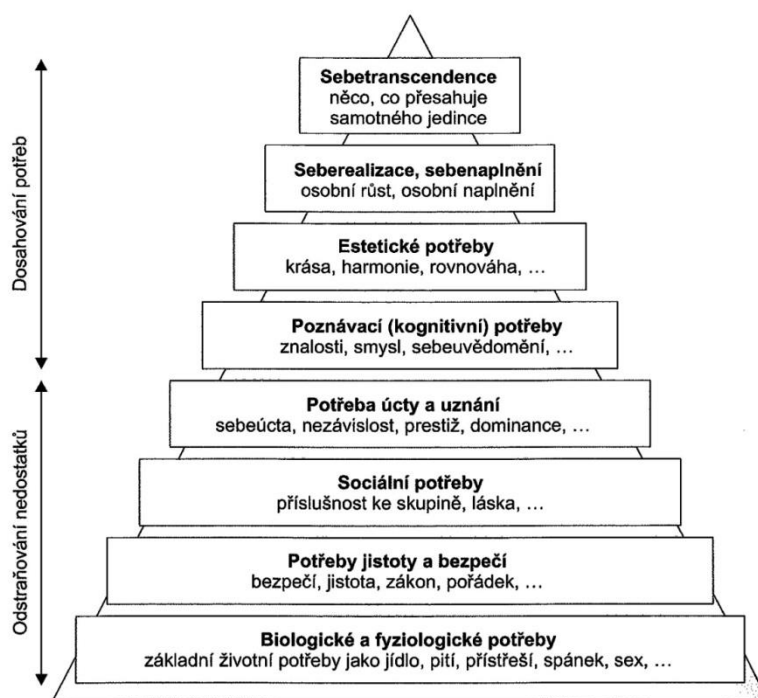 Sebetranscendence
něco, co přesahuje
samotného jedince
Seberealizace, sebenaplnění
osobní růst, osobní naplnění
Estetické potřeby
krása, harmonie, rovnováha, …
Poznávací (kognitivní) potřeby
znalosti, smysl, sebeuvědomění, …
Potřeba úcty a uznání
sebeúcta, nezávislost, prestiž, dominance, …
Sociální potřeby
příslušnost ke skupině, láska, …
Potřeby jistoty a bezpečí
bezpečí, jistota, zákon, pořádek, …
Biologické a fyziologické potřeby
základní životní potřeby jako jídlo, pití, přístřeší, spánek, sex, …
Dosahování potřeb
Odstraňování nedostatků